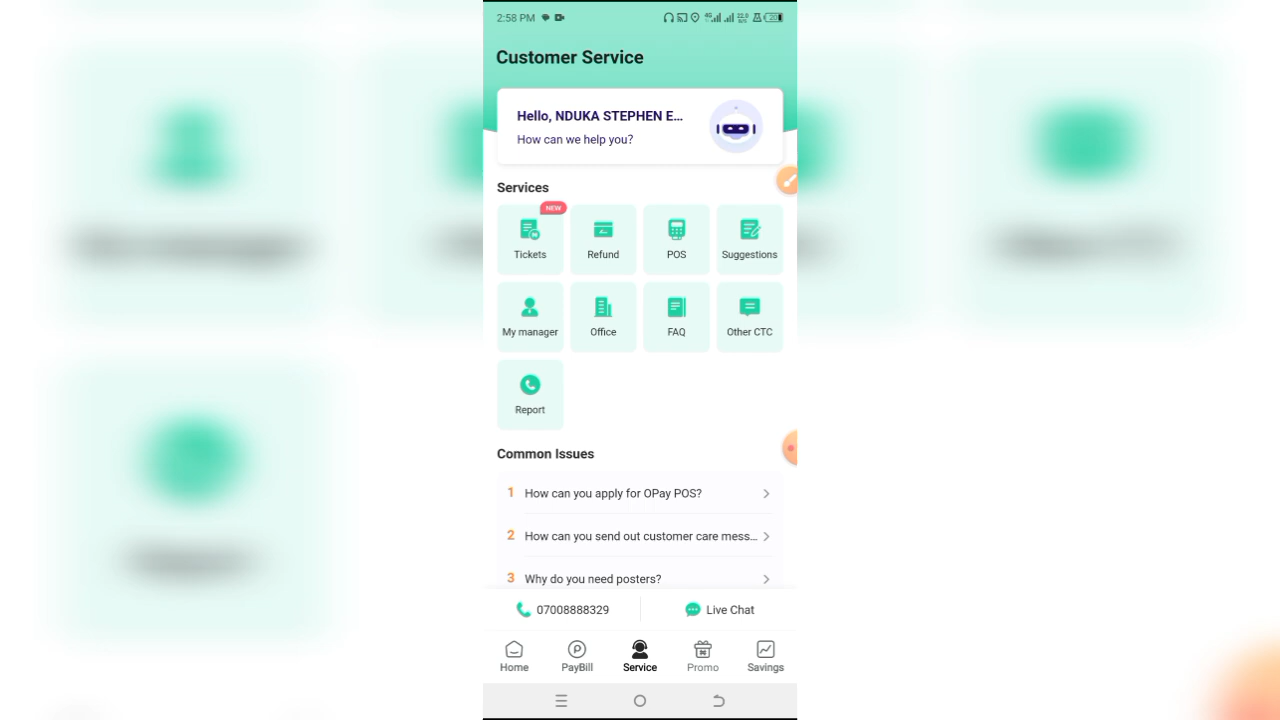 2:58 PM
Customer Service
Hello, NDUKA STEPHEN E...
How can we help you?
Services
NEW
Tickets
Refund
POS
Suggestions
My manager
Office
FAQ
Other CTC
Report
Common Issues
1 How can you apply for OPay POS?
2 How can you send out customer care mess...
3 Why do you need posters?
07008888329
Live Chat
Home
PayBill
Service
Promo
Savings